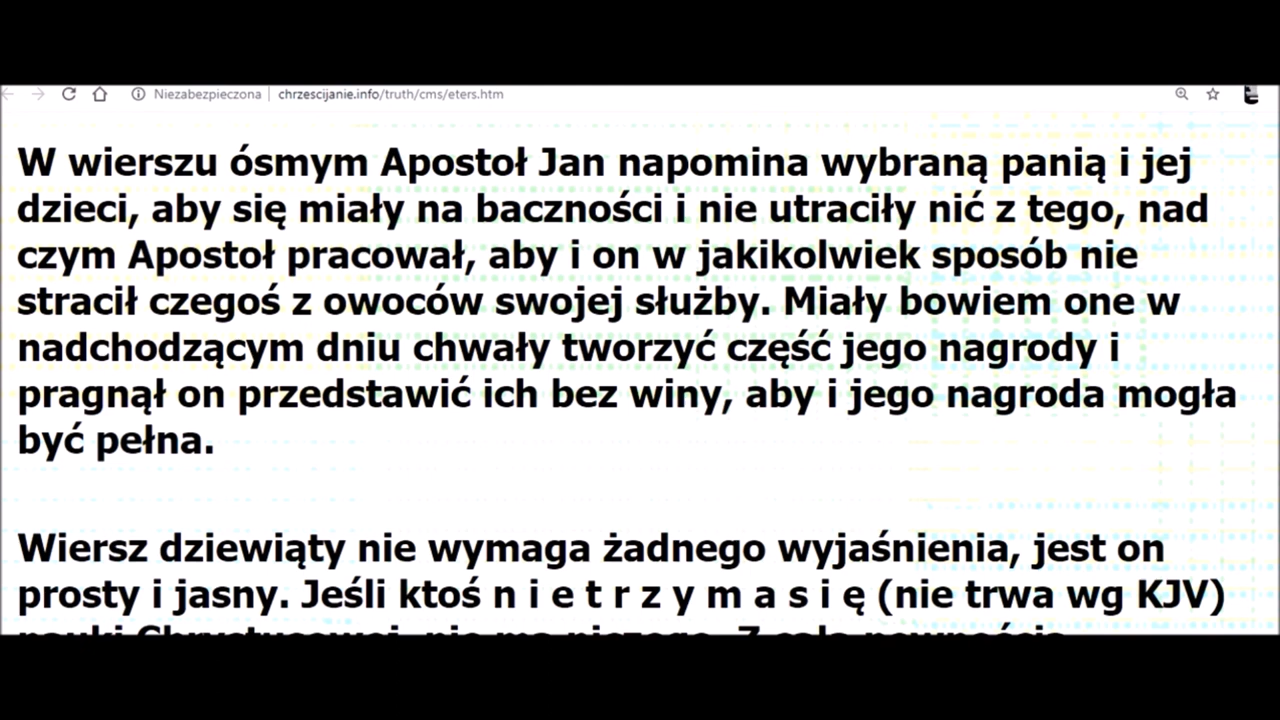 Niezabezpieczona chrzescijanie.info/truth/cms/eters.htm
W wierszu ósmym Apostoł Jan napomina wybraną panią i jej
dzieci, aby się miały na baczności i nie utraciły nić z tego, nad
czym Apostoł pracował, aby i on w jakikolwiek sposób nie
stracił czegoś z owoców swojej służby. Miały bowiem one w
nadchodzącym dniu chwały tworzyć część jego nagrody i
pragnął on przedstawić ich bez winy, aby i jego nagroda mogła
być pełna.
Wiersz dziewiąty nie wymaga żadnego wyjaśnienia, jest on
prosty i jasny. Jeśli ktoś n i e t r z y m a s i ę (nie trwa wg KJV)